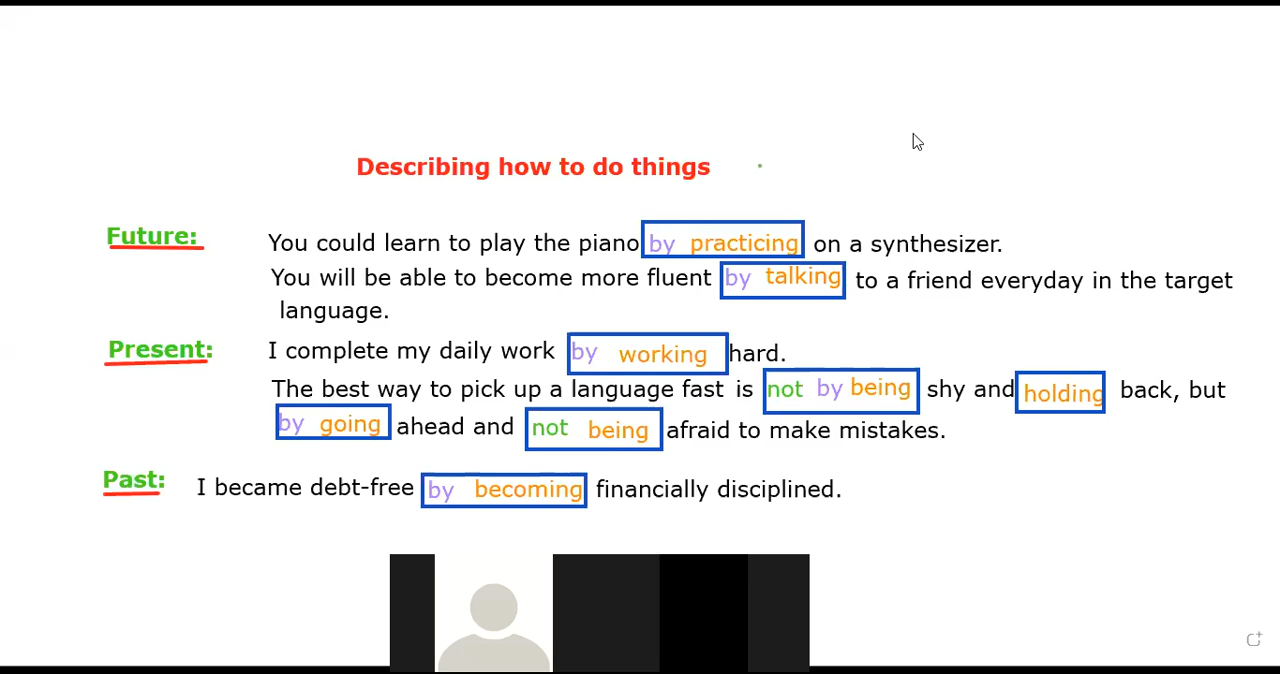 Describing how to do things
Future: You could learn to play the piano by practicing on a synthesizer.
You will be able to become more fluent by talking to a friend everyday in the target
language.
Present: I complete my daily work by working hard.
The best way to pick up a language fast is not by being shy and holding back, but
by going ahead and not being afraid to make mistakes.
Past: I became debt-free by becoming financially disciplined.